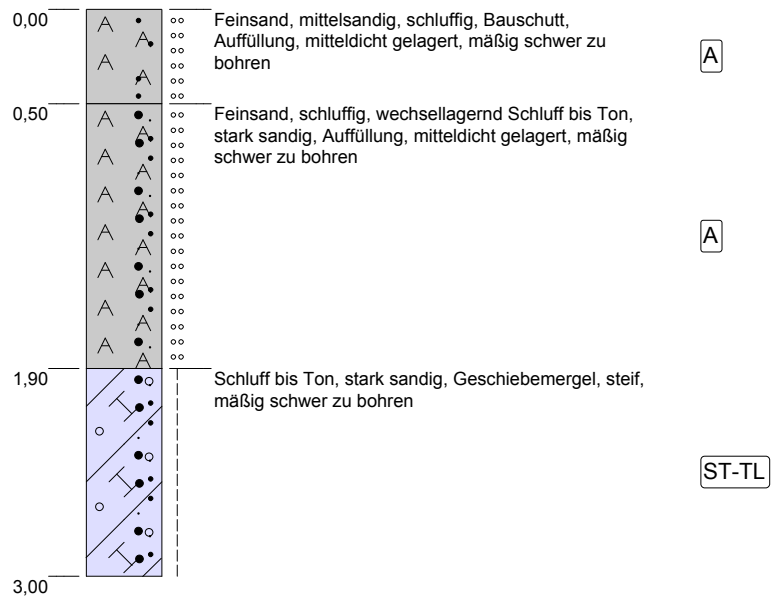 0,00
Feinsand, mittelsandig, schluffig, Bauschutt,
Auffüllung, mitteldicht gelagert, mäßig schwer zu
bohren
A
0,50
Feinsand, schluffig, wechsellagernd Schluff bis Ton,
stark sandig, Auffüllung, mitteldicht gelagert, mäßig
schwer zu bohren
A
1,90
Schluff bis Ton, stark sandig, Geschiebemergel, steif,
mäßig schwer zu bohren
ST-TL
3,00